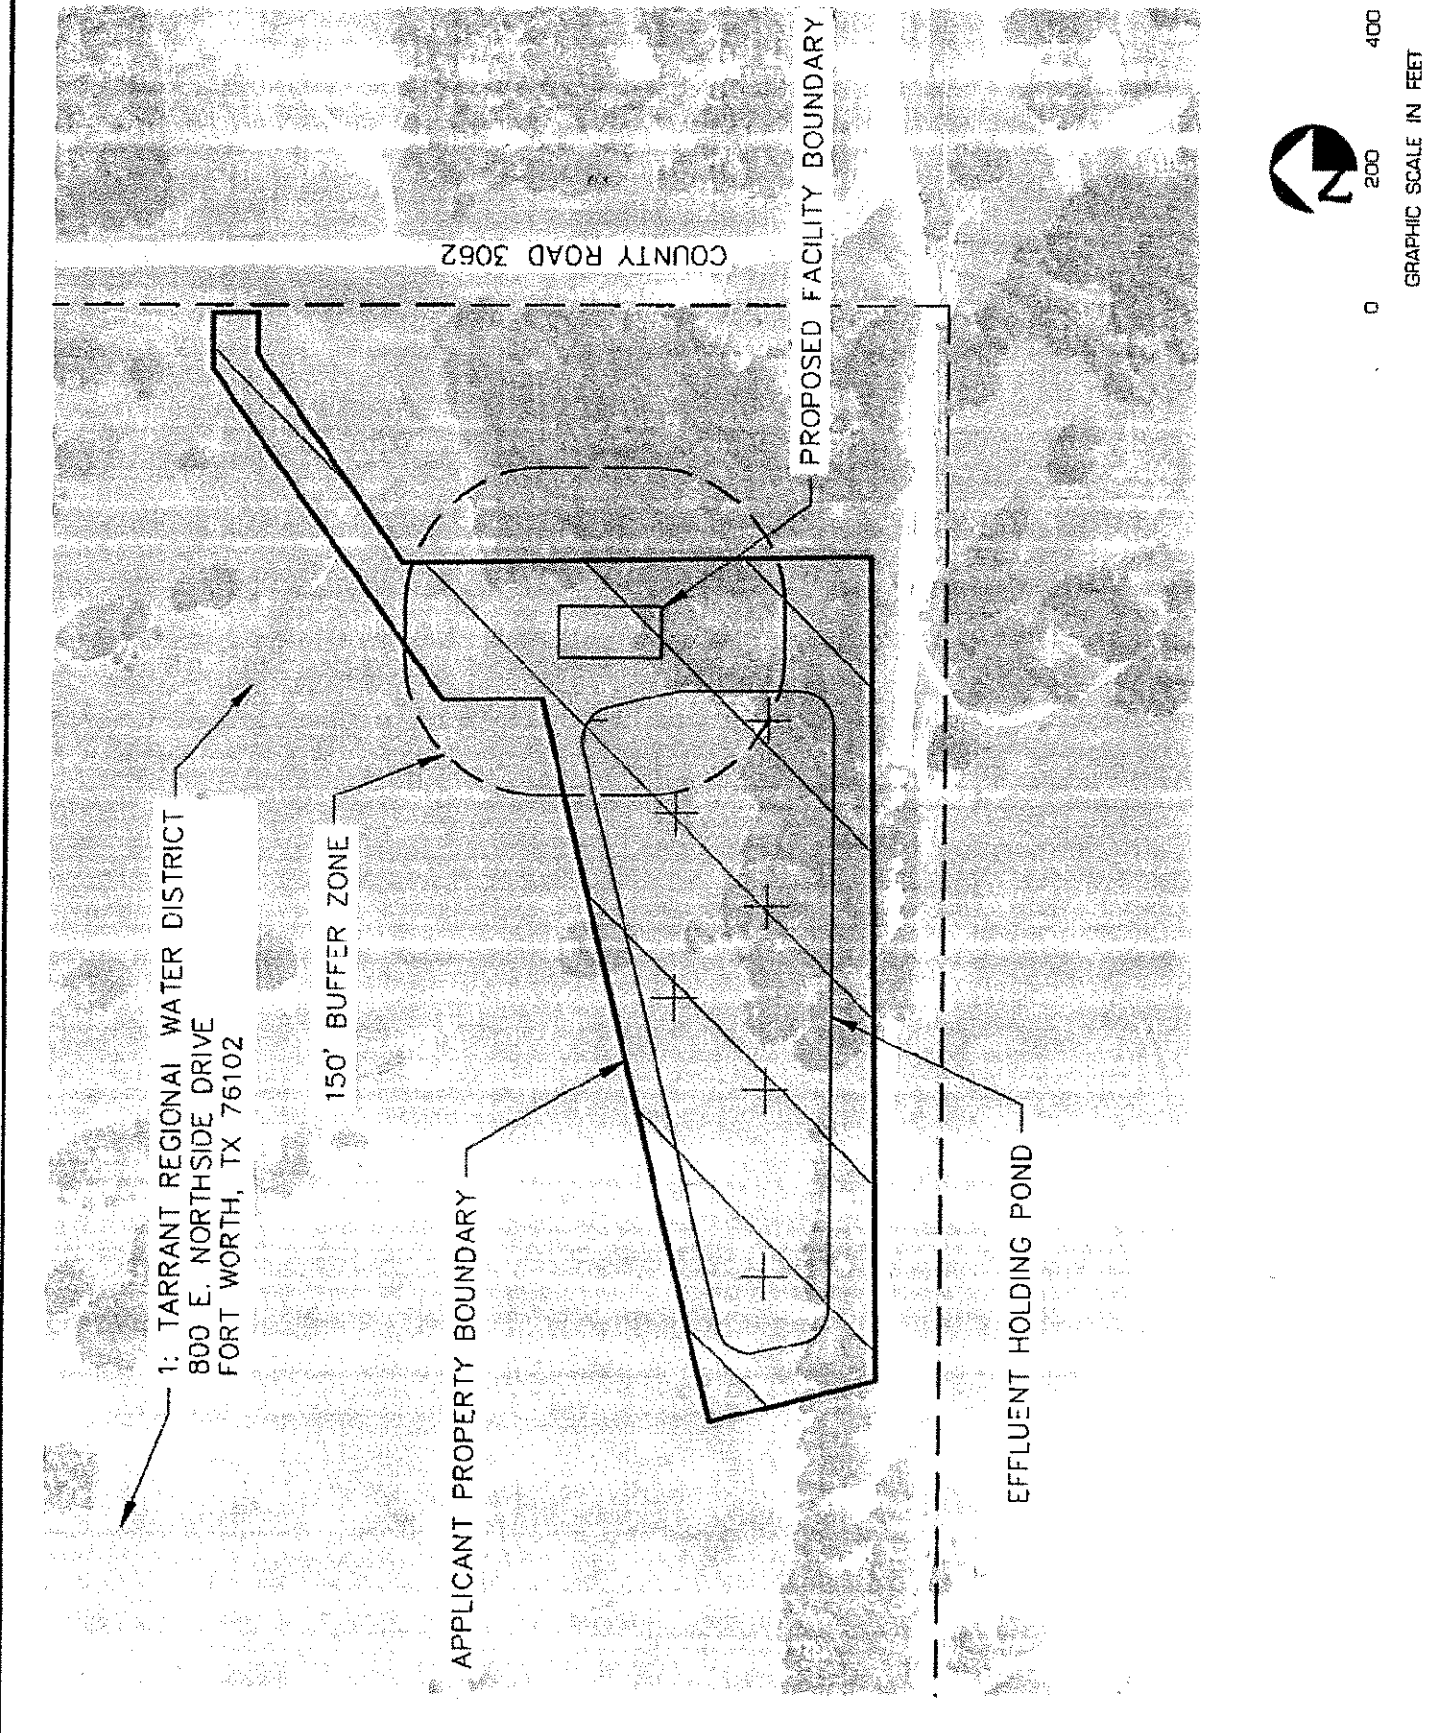 1: TARRANT REGIONAL WATER DISTRICT
800 E. NORTHSIDE DRIVE
FORT WORTH, TX 76102
150' BUFFER ZONE
APPLICANT PROPERTY BOUNDARY
COUNTY ROAD 3062
PROPOSED FACILITY BOUNDARY
EFFLUENT HOLDING POND
N
0 200 400
GRAPHIC SCALE IN FEET